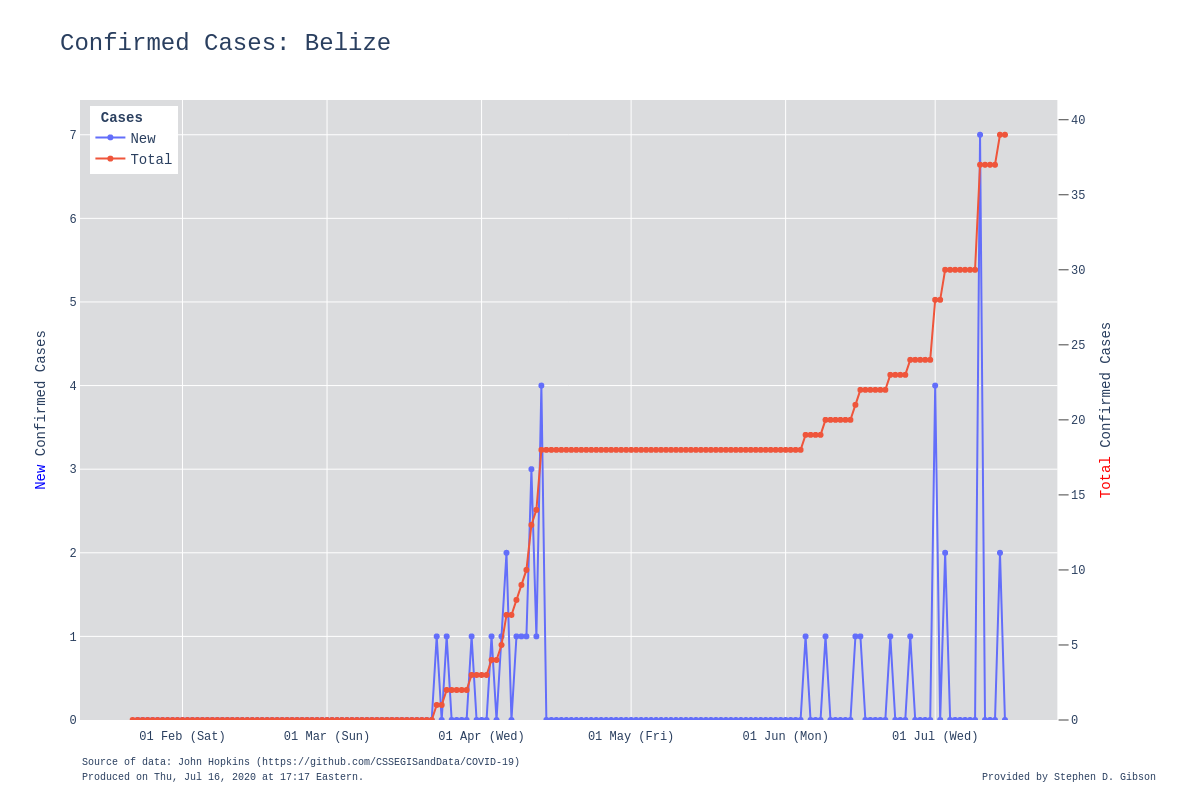 Confirmed Cases: Belize
Cases
New
Total
7
6
5
4
3
2
1
0
40
35
30
25
20
15
10
5
0
New Confirmed Cases
Total Confirmed Cases
01 Feb (Sat) 01 Mar (Sun) 01 Apr (Wed) 01 May (Fri) 01 Jun (Mon) 01 Jul (Wed)
Source of data: John Hopkins (https://github.com/CSSEGISandData/COVID-19)
Produced on Thu, Jul 16, 2020 at 17:17 Eastern.
Provided by Stephen D. Gibson